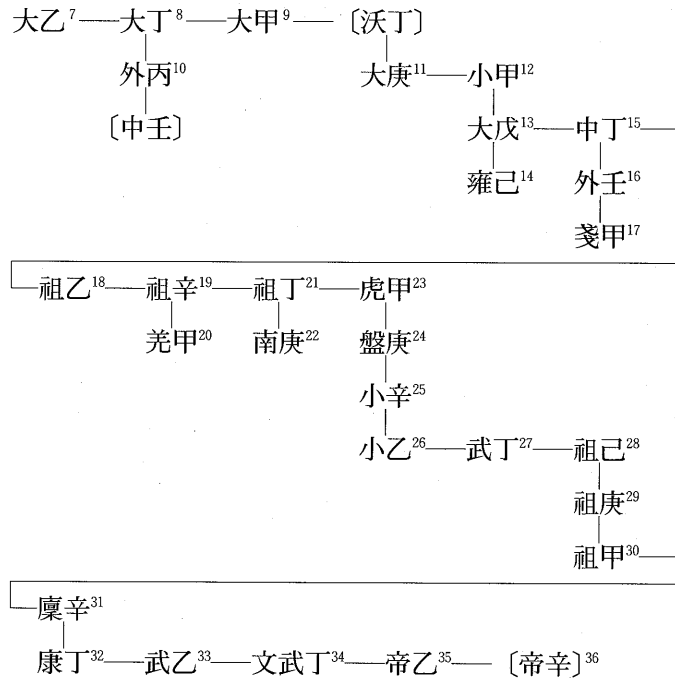 大乙7 大丁8 大甲9 〔沃丁〕
外丙10 大庚11 小甲12
〔中壬〕 大戊13 中丁15
雍己14 外壬16
戔甲17
祖乙18 祖辛19 祖丁21 虎甲23
羌甲20 南庚22 盤庚24
小辛25
小乙26 武丁27 祖己28
祖庚29
祖甲30
廩辛31
康丁32 武乙33 文武丁34 帝乙35 〔帝辛〕36